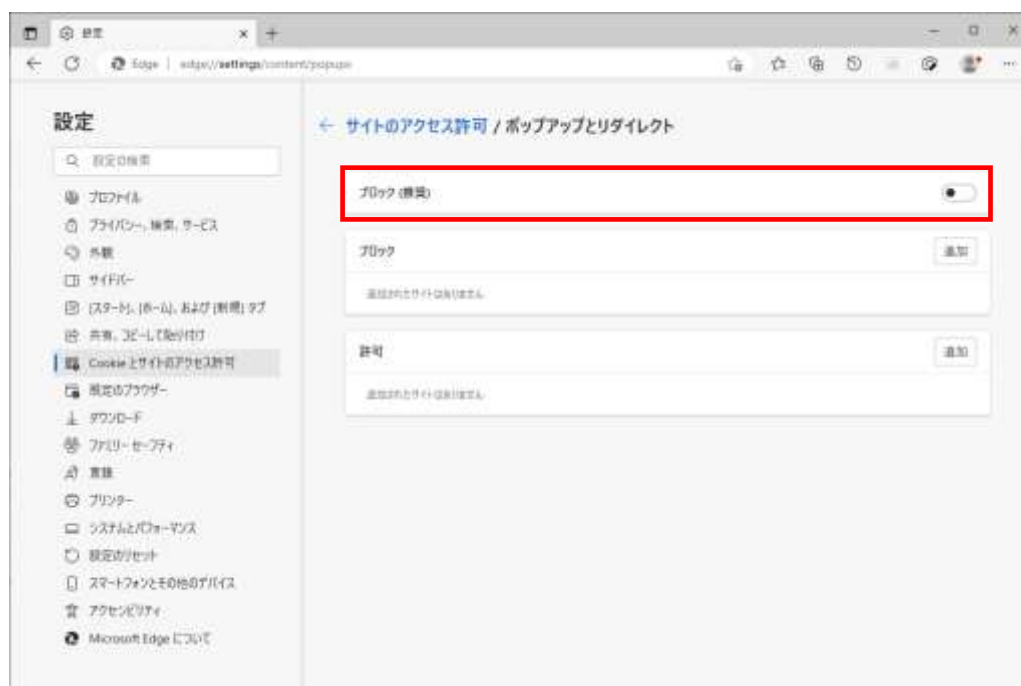 設定
Edge | edge://settings/content/popups
設定
サイトのアクセス許可 / ポップアップとリダイレクト
設定の検索
プロファイル
プライバシー、検索、サービス
外観
サイドバー
[スタート]、[ホーム]、および [新規] タブ
共有、コピーして貼り付け
Cookie とサイトのアクセス許可
既定のブラウザー
ダウンロード
ファミリー セーフティ
言語
プリンター
システムとパフォーマンス
設定のリセット
スマートフォンとその他のデバイス
アクセシビリティ
Microsoft Edge について
ブロック (推奨)
ブロック
追加
追加されたサイトはありません
許可
追加
追加されたサイトはありません